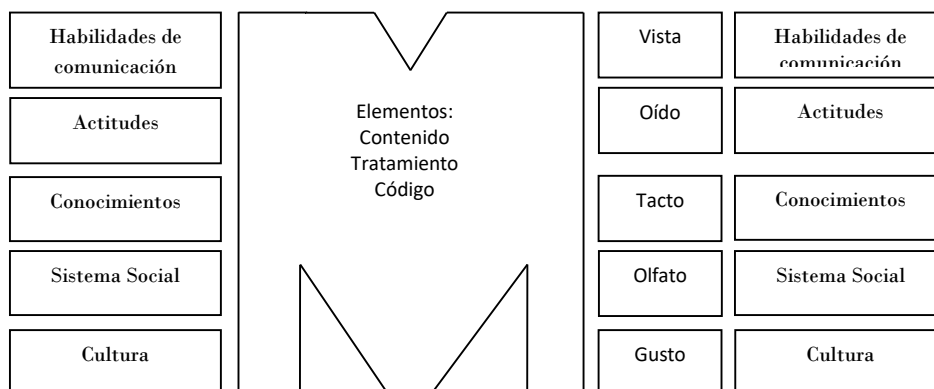 Habilidades de
comunicación
Actitudes
Conocimientos
Sistema Social
Cultura
Elementos:
Contenido
Tratamiento
Código
Vista
Oído
Tacto
Olfato
Gusto
Habilidades de
comunicación
Actitudes
Conocimientos
Sistema Social
Cultura